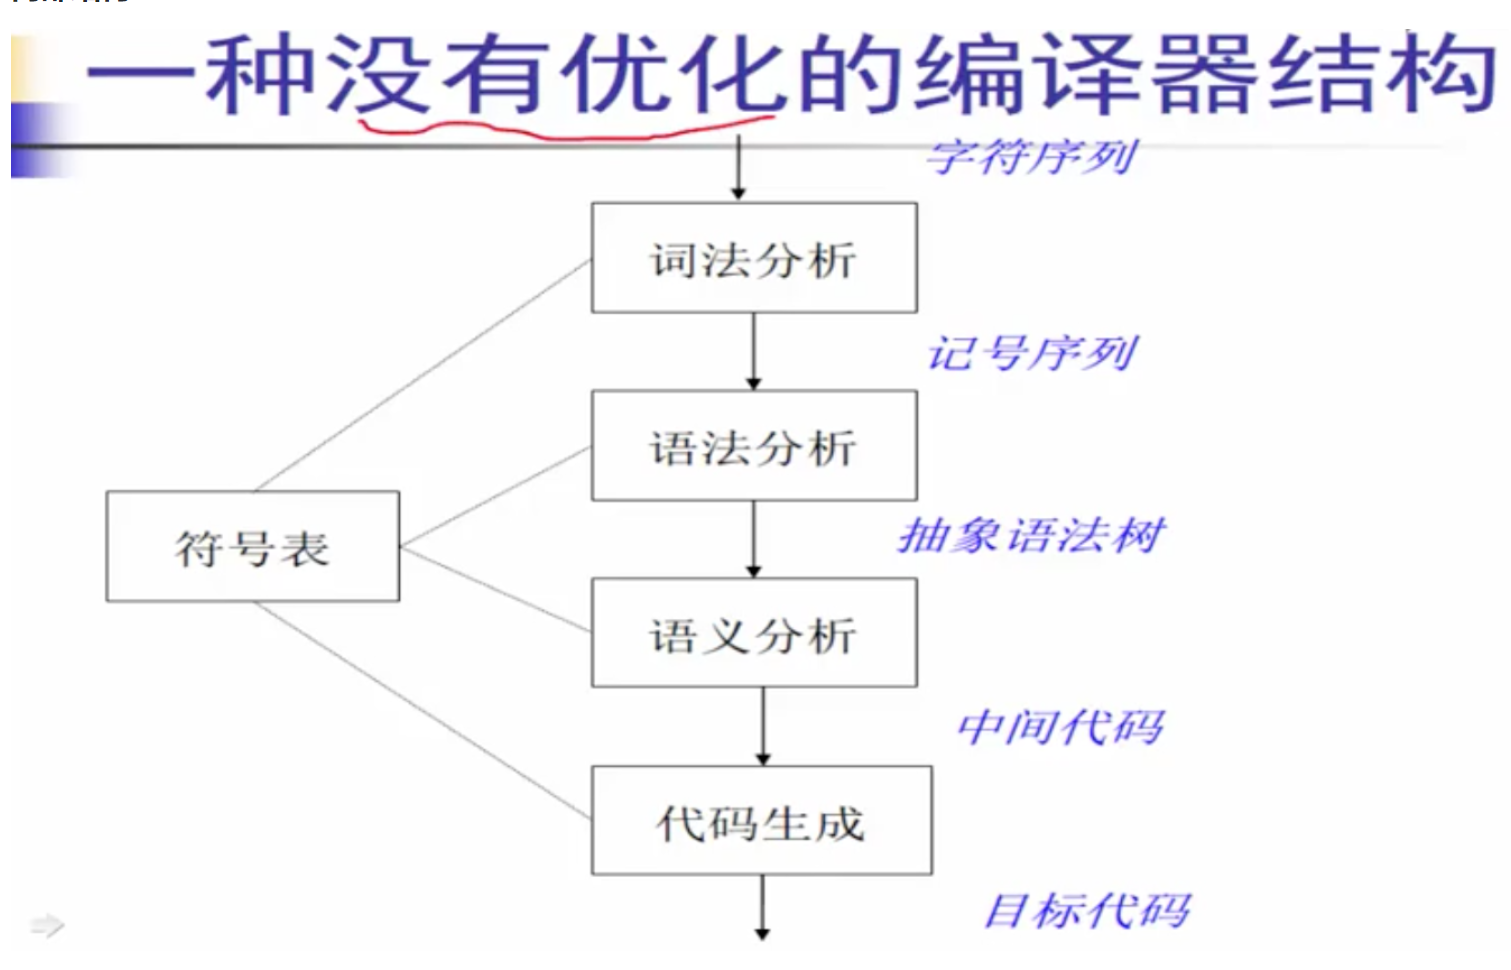 一种没有优化的编译器结构
字符序列
词法分析
记号序列
语法分析
抽象语法树
符号表
语义分析
中间代码
代码生成
目标代码